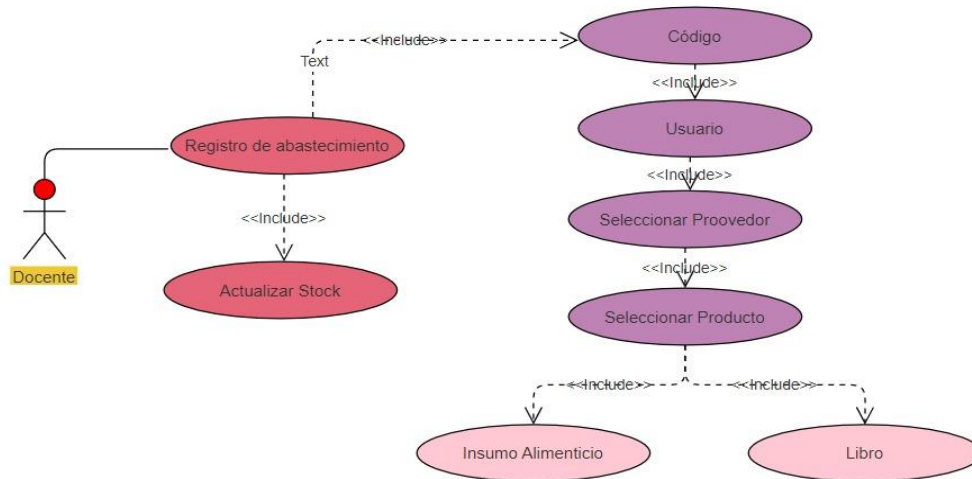 <<Include>>
Código
Text
<<Include>>
Usuario
Registro de abastecimiento
<<Include>>
<<Include>>
Seleccionar Proovedor
Docente
<<Include>>
Actualizar Stock
Seleccionar Producto
<<Include>>
<<Include>>
Insumo Alimenticio
Libro